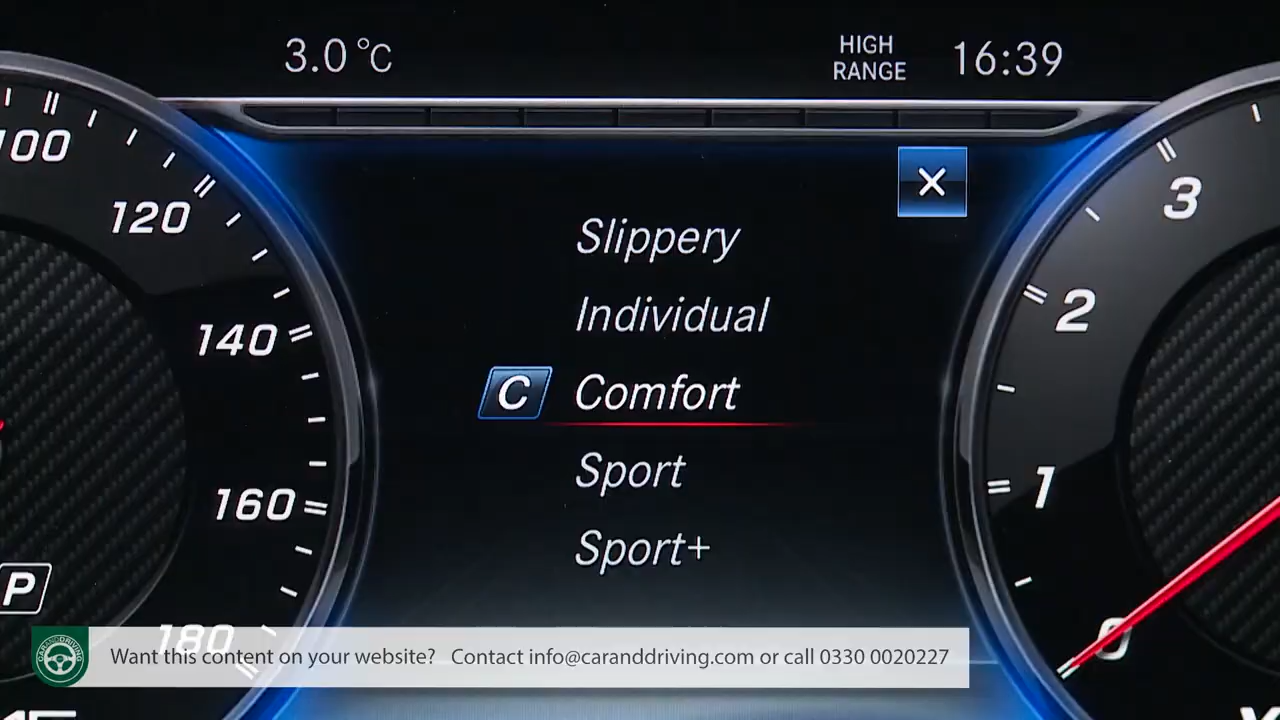 3.0 °C
HIGH
RANGE
16:39
100
120
140
160
180
P
Slippery
Individual
C Comfort
Sport
Sport+
3
2
1
0
CARANDDRIVING
Want this content on your website? Contact info@caranddriving.com or call 0330 0020227